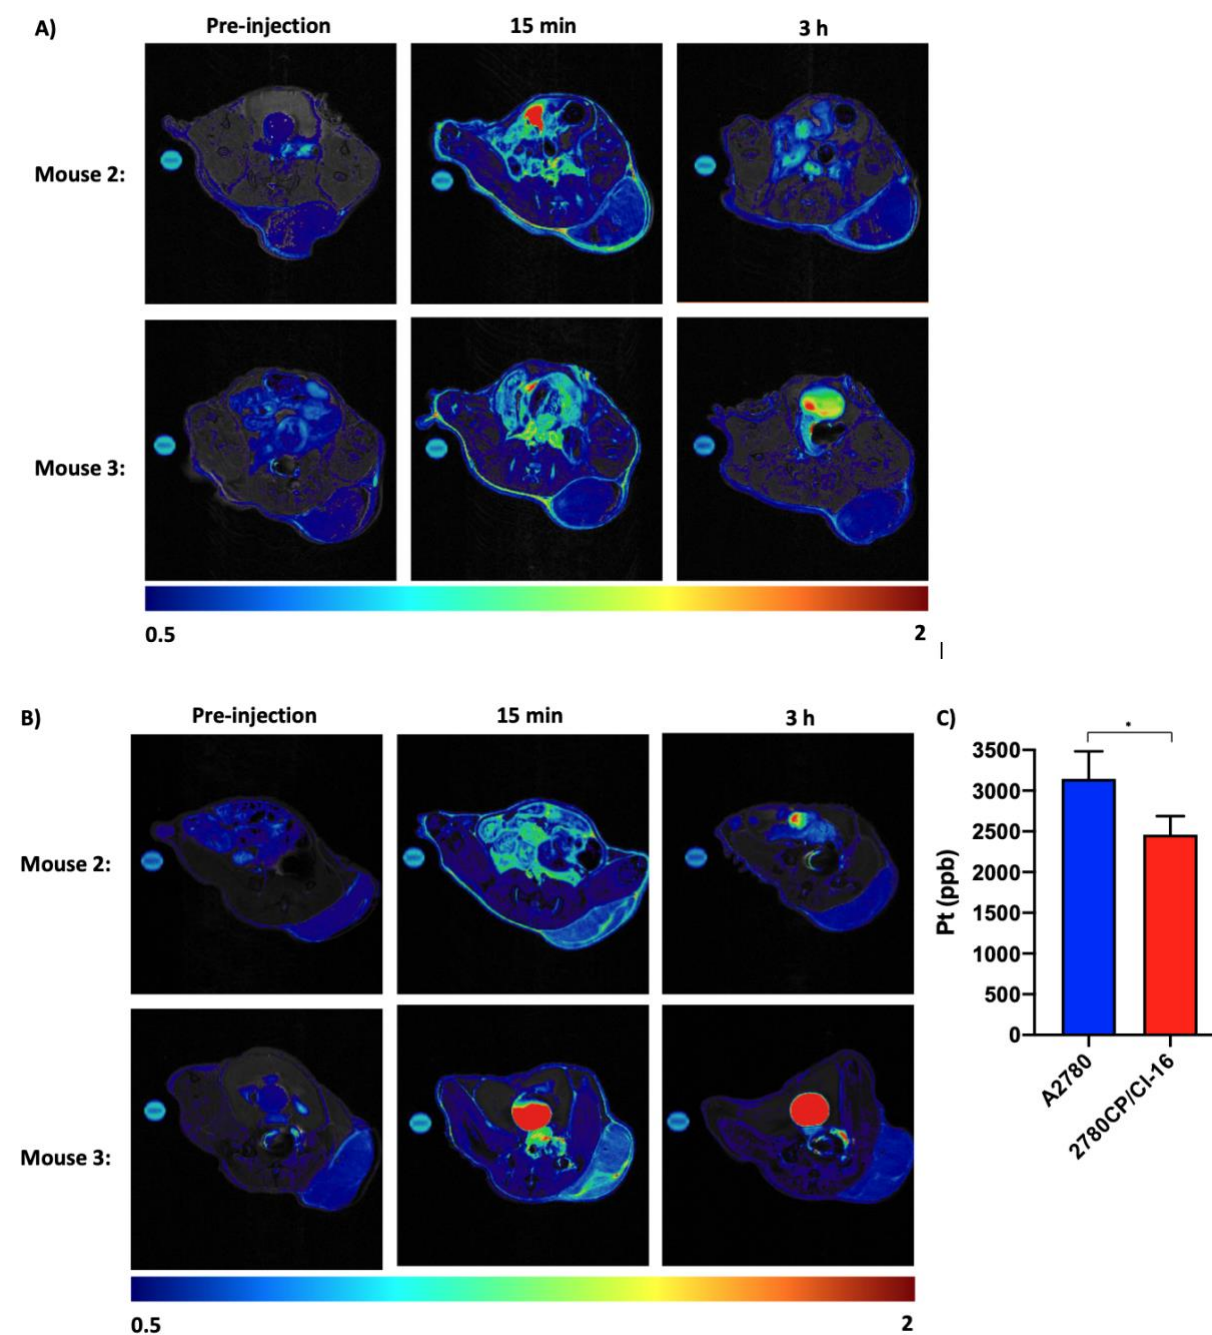 A) Pre-injection 15 min 3 h
Mouse 2:
Mouse 3:
0.5 2
B) Pre-injection 15 min 3 h C)
*
Mouse 2:
Mouse 3:
0.5 2
3500
3000
2500
2000
1500
1000
500
0
Pt (ppb)
A2780
2780CP/CI-16